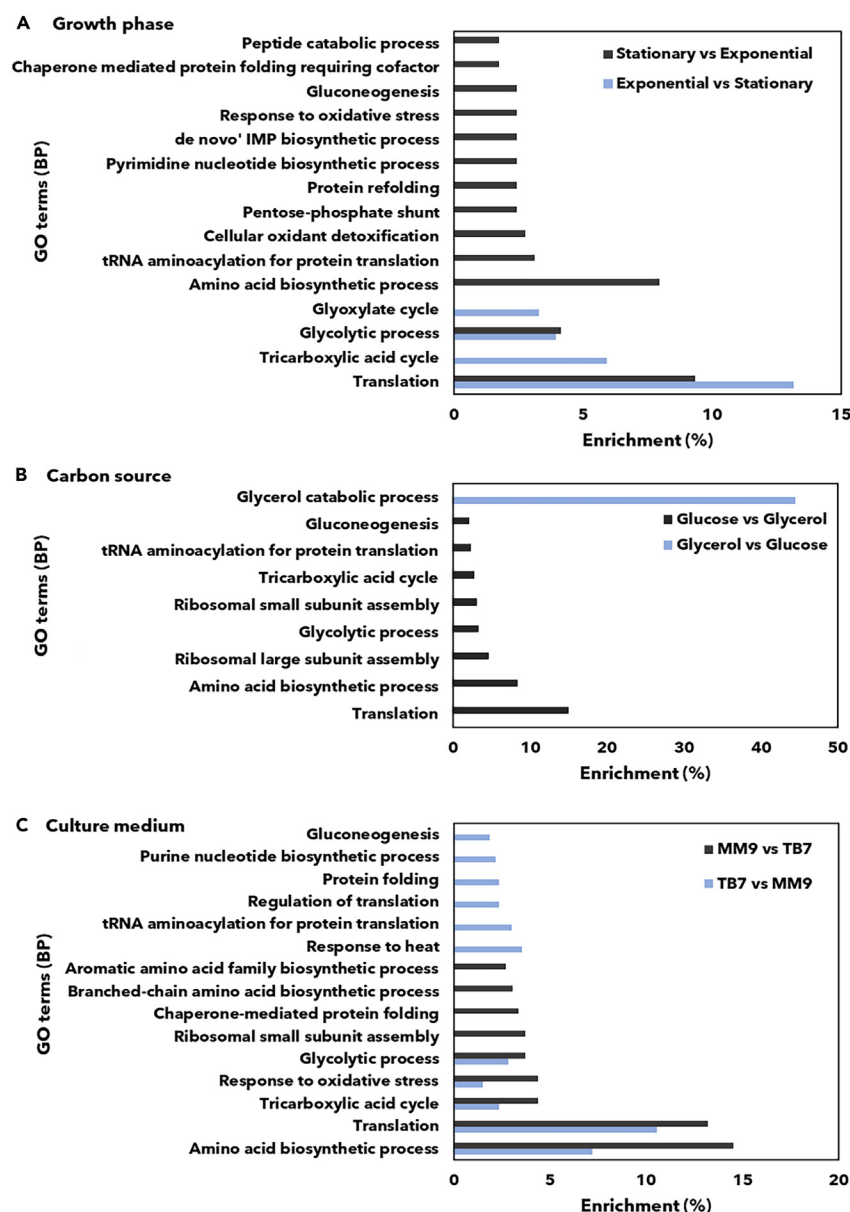 A Growth phase
Peptide catabolic process
Chaperone mediated protein folding requiring cofactor
Gluconeogenesis
Response to oxidative stress
de novo' IMP biosynthetic process
Pyrimidine nucleotide biosynthetic process
Protein refolding
Pentose-phosphate shunt
Cellular oxidant detoxification
tRNA aminoacylation for protein translation
Amino acid biosynthetic process
Glyoxylate cycle
Glycolytic process
Tricarboxylic acid cycle
Translation
GO terms (BP)
Stationary vs Exponential
Exponential vs Stationary
0 5 10 15
Enrichment (%)
B Carbon source
Glycerol catabolic process
Gluconeogenesis
tRNA aminoacylation for protein translation
Tricarboxylic acid cycle
Ribosomal small subunit assembly
Glycolytic process
Ribosomal large subunit assembly
Amino acid biosynthetic process
Translation
GO terms (BP)
Glucose vs Glycerol
Glycerol vs Glucose
0 10 20 30 40 50
Enrichment (%)
C Culture medium
Gluconeogenesis
Purine nucleotide biosynthetic process
Protein folding
Regulation of translation
tRNA aminoacylation for protein translation
Response to heat
Aromatic amino acid family biosynthetic process
Branched-chain amino acid biosynthetic process
Chaperone-mediated protein folding
Ribosomal small subunit assembly
Glycolytic process
Response to oxidative stress
Tricarboxylic acid cycle
Translation
Amino acid biosynthetic process
GO terms (BP)
MM9 vs TB7
TB7 vs MM9
0 5 10 15 20
Enrichment (%)